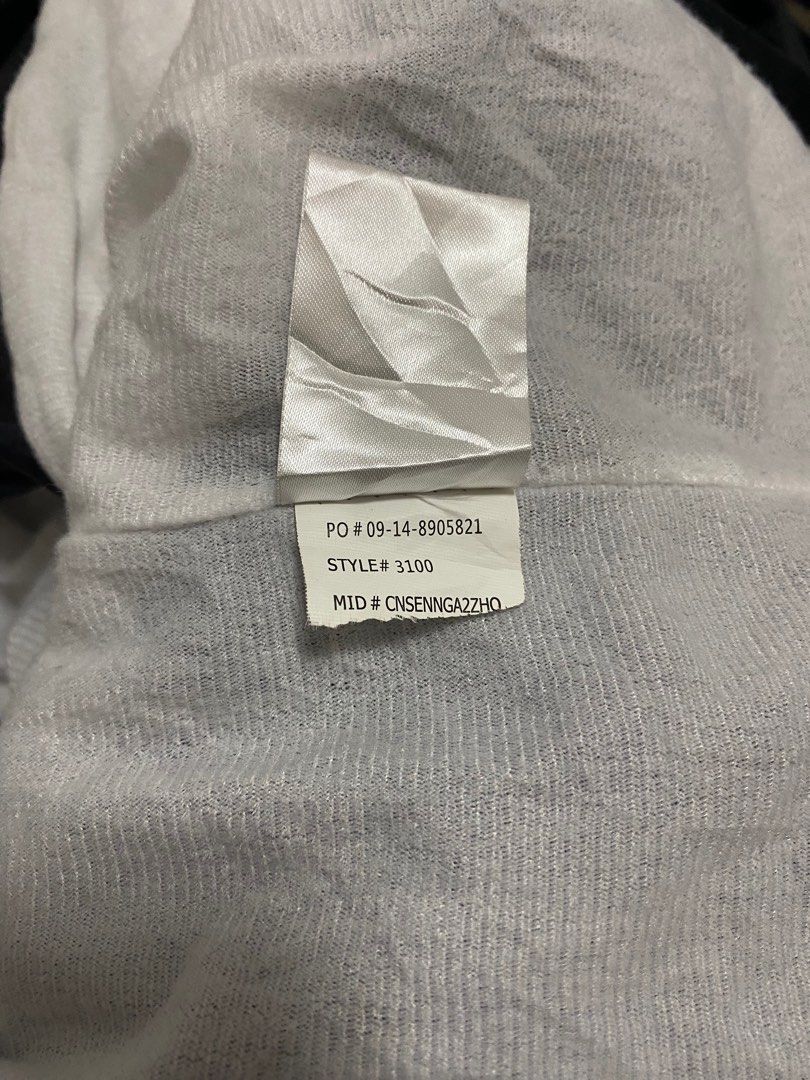 PO # 09-14-8905821
STYLE# 3100
MID # CNSENNGA2ZHO